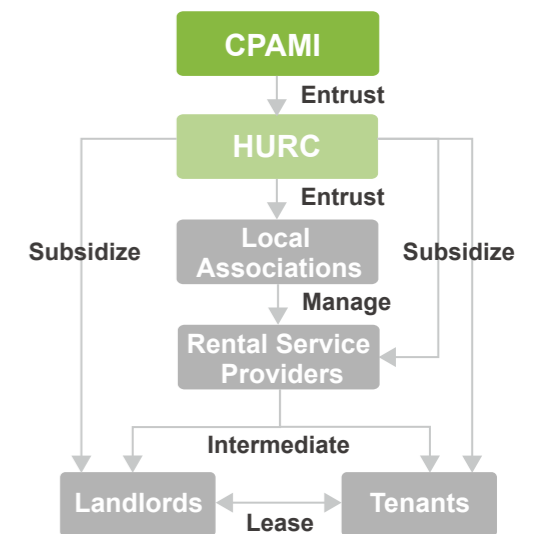 CPAMI
Entrust
HURC
Entrust
Subsidize
Local
Associations
Subsidize
Manage
Rental Service
Providers
Intermediate
Landlords
Lease
Tenants